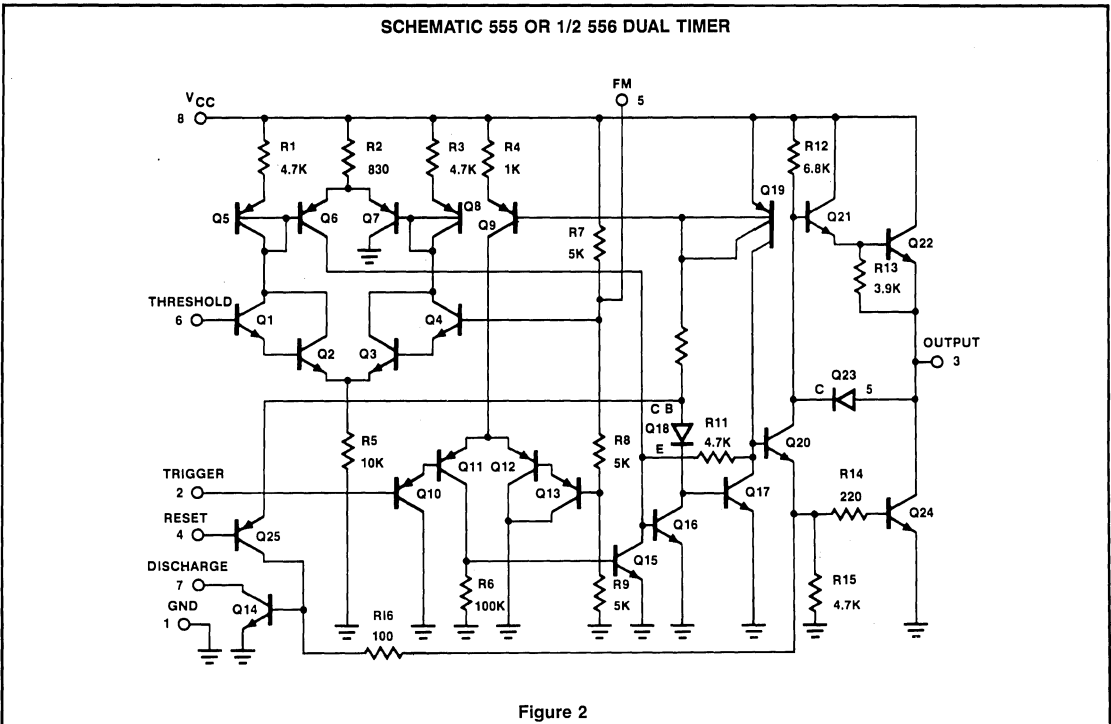 SCHEMATIC 555 OR 1/2 556 DUAL TIMER
FM
5
VCC
8
R1
4.7K
R2
830
R3
4.7K
R4
1K
R12
6.8K
Q19
Q5
Q6
Q7
Q8
Q9
R7
5K
Q21
Q22
R13
3.9K
THRESHOLD
6
Q1
Q2
Q3
Q4
OUTPUT
3
Q23
C
5
C B
Q18
E
R11
4.7K
Q20
R5
10K
Q11
Q12
R8
5K
TRIGGER
2
Q10
Q13
R14
220
Q17
Q16
Q24
RESET
4
Q25
Q15
DISCHARGE
7
Q14
GND
1
R6
100K
R9
5K
R15
4.7K
RI6
100
Figure 2